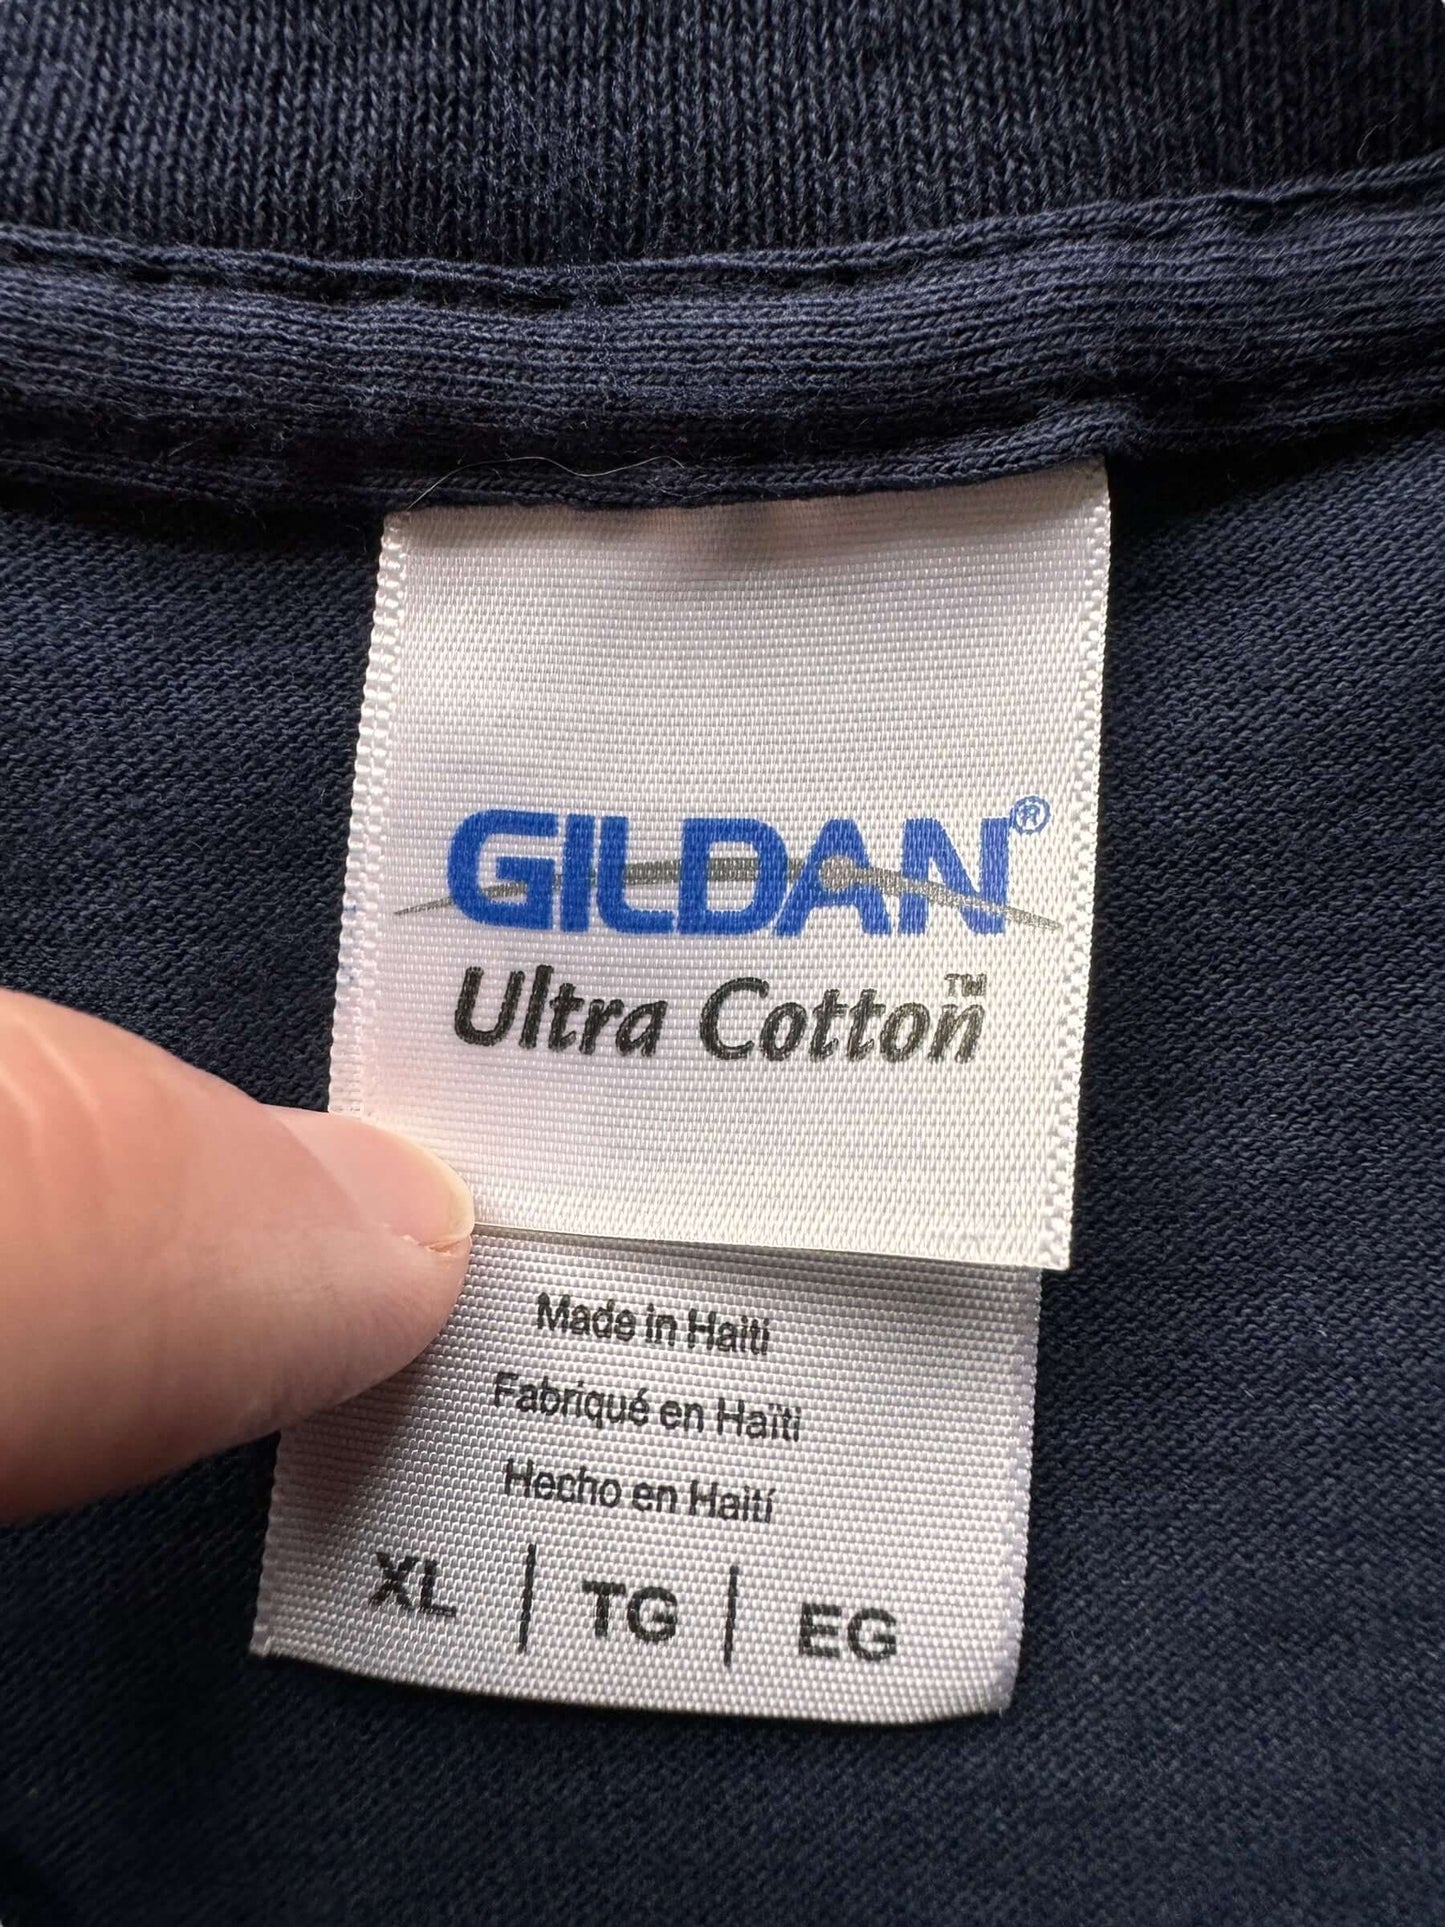 GILDAN®
Ultra Cotton™
Made in Haiti
Fabriqué en Haïti
Hecho en Haití
XL | TG | EG